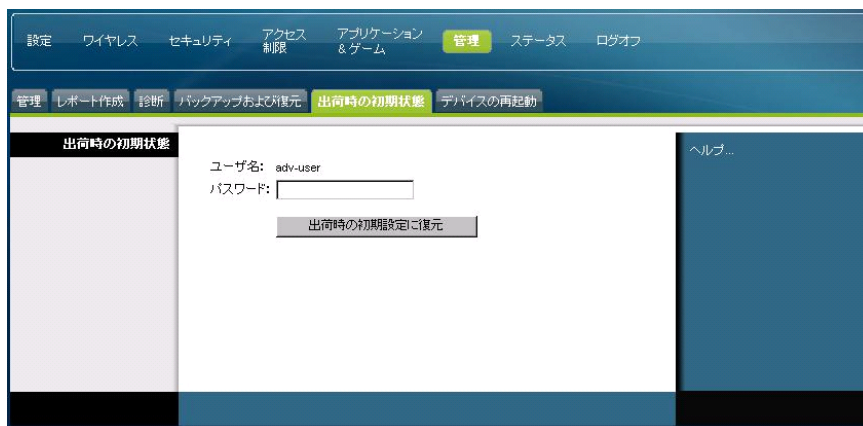 設定 ワイヤレス セキュリティ アクセス制限 アプリケーション&ゲーム 管理 ステータス ログオフ
管理 レポート作成 診断 バックアップおよび復元 出荷時の初期状態 デバイスの再起動
出荷時の初期状態
ヘルプ...
ユーザ名: adv-user
パスワード:
出荷時の初期設定に復元